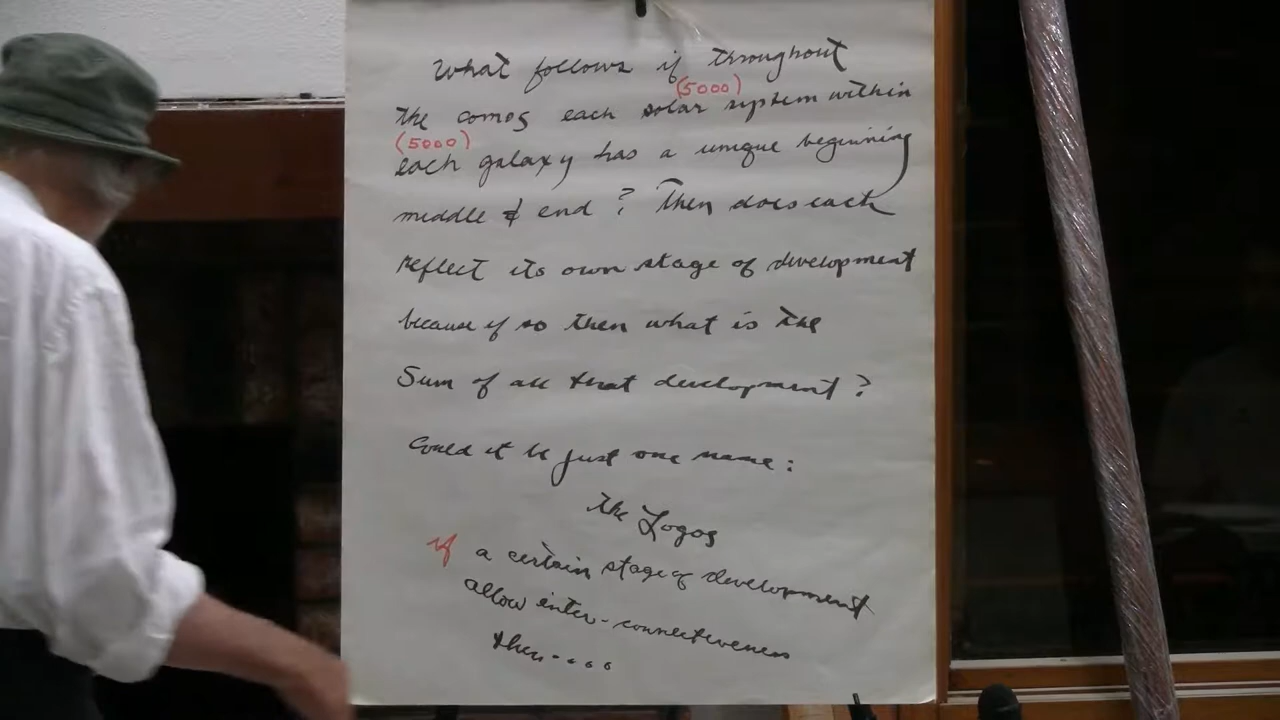 What follows if throughout
(5000)
the comos each solar system within
(5000)
each galaxy has a unique beginning
middle & end? Then does each
reflect its own stage of development
because if so then what is the
Sum of all that development?
Could it be just one name:
the Logos
if a certain stage of development
allow inter-connectiveness
then....